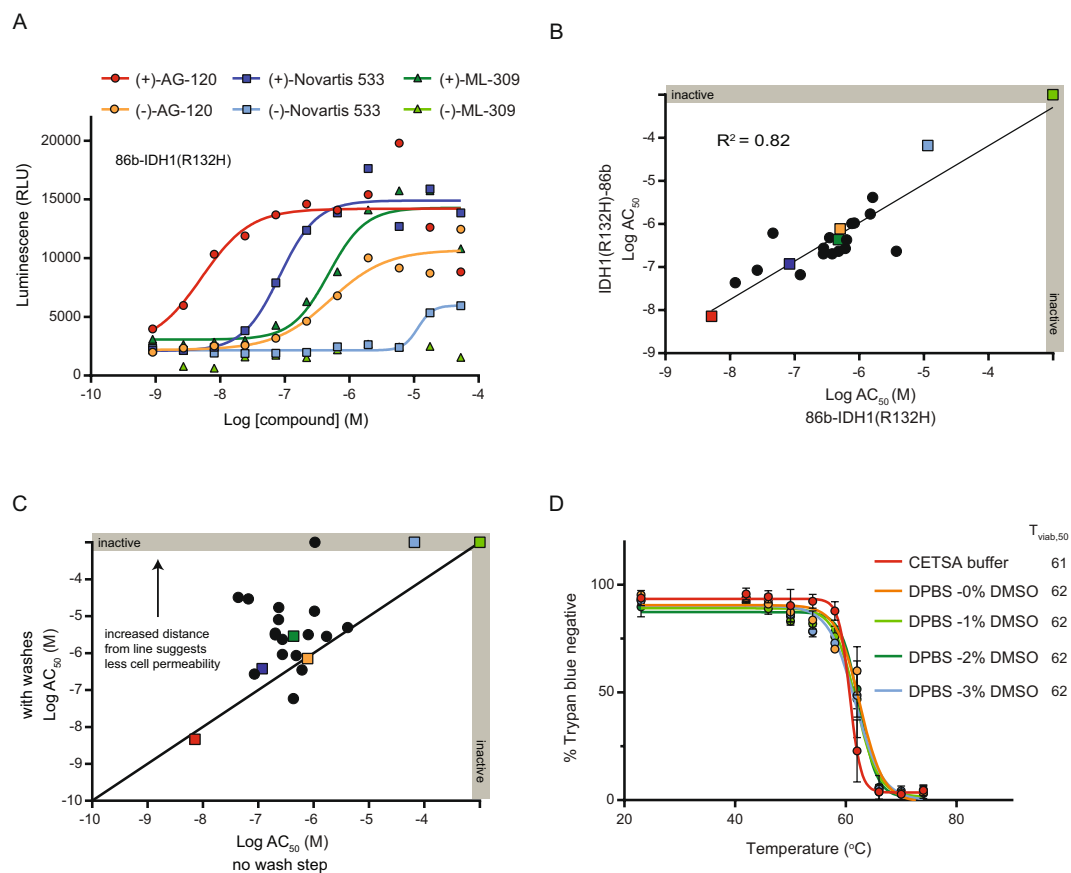 A
(+)-AG-120 (+)-Novartis 533 (+)-ML-309
(-)-AG-120 (-)-Novartis 533 (-)-ML-309
86b-IDH1(R132H)
Luminescene (RLU)
20000
15000
10000
5000
0
-10 -9 -8 -7 -6 -5 -4
Log [compound] (M)
B
inactive
R² = 0.82
IDH1(R132H)-86b
Log AC₅₀
-4
-5
-6
-7
-8
-9
inactive
-9 -8 -7 -6 -5 -4
Log AC₅₀ (M)
86b-IDH1(R132H)
C
inactive
with washes
Log AC₅₀ (M)
-4
-5
-6
-7
-8
-9
-10
increased distance
from line suggests
less cell permeability
inactive
-10 -9 -8 -7 -6 -5 -4
Log AC₅₀ (M)
no wash step
D
T viab,50
CETSA buffer 61
DPBS -0% DMSO 62
DPBS -1% DMSO 62
DPBS -2% DMSO 62
DPBS -3% DMSO 62
% Trypan blue negative
100
50
0
20 40 60 80
Temperature (°C)